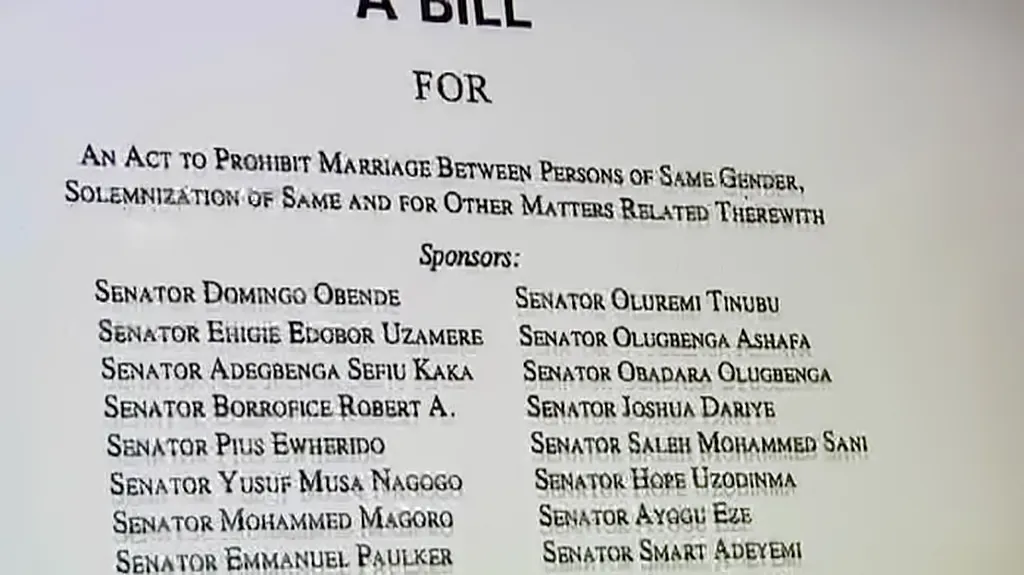 A BILL
FOR
AN ACT TO PROHIBIT MARRIAGE BETWEEN PERSONS OF SAME GENDER,
SOLEMNIZATION OF SAME AND FOR OTHER MATTERS RELATED THEREWITH
Sponsors:
SENATOR DOMINGO OBENDE
SENATOR EHIGIE EDOBOR UZAMERE
SENATOR ADEGBENGA SEFIU KAKA
SENATOR BORROFICE ROBERT A.
SENATOR PIUS EWHERIDO
SENATOR YUSUF MUSA NAGOGO
SENATOR MOHAMMED MAGORO
SENATOR EMMANUEL PAULKER
SENATOR OLUREMI TINUBU
SENATOR OLUGBENGA ASHAFA
SENATOR OBADARA OLUGBENGA
SENATOR JOSHUA DARIYE
SENATOR SALEH MOHAMMED SANI
SENATOR HOPE UZODINMA
SENATOR AYOGU EZE
SENATOR SMART ADEYEMI